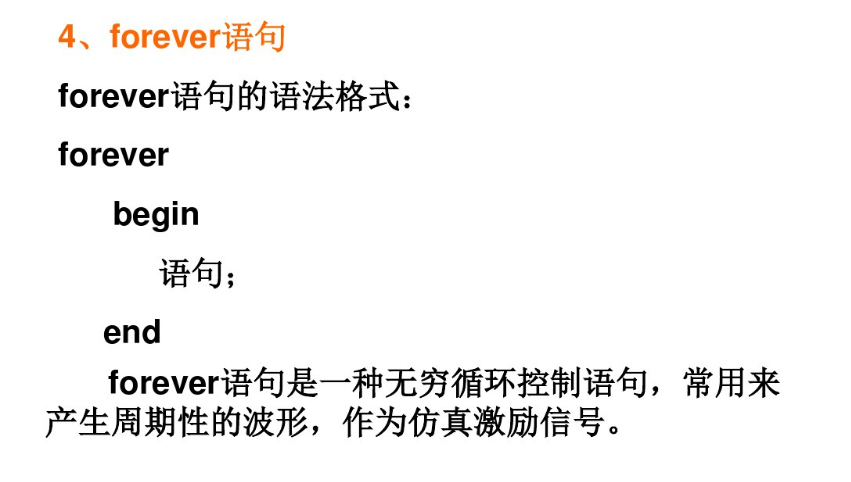 4、forever语句
forever语句的语法格式：
forever
begin
语句；
end
forever语句是一种无穷循环控制语句，常用来
产生周期性的波形，作为仿真激励信号。